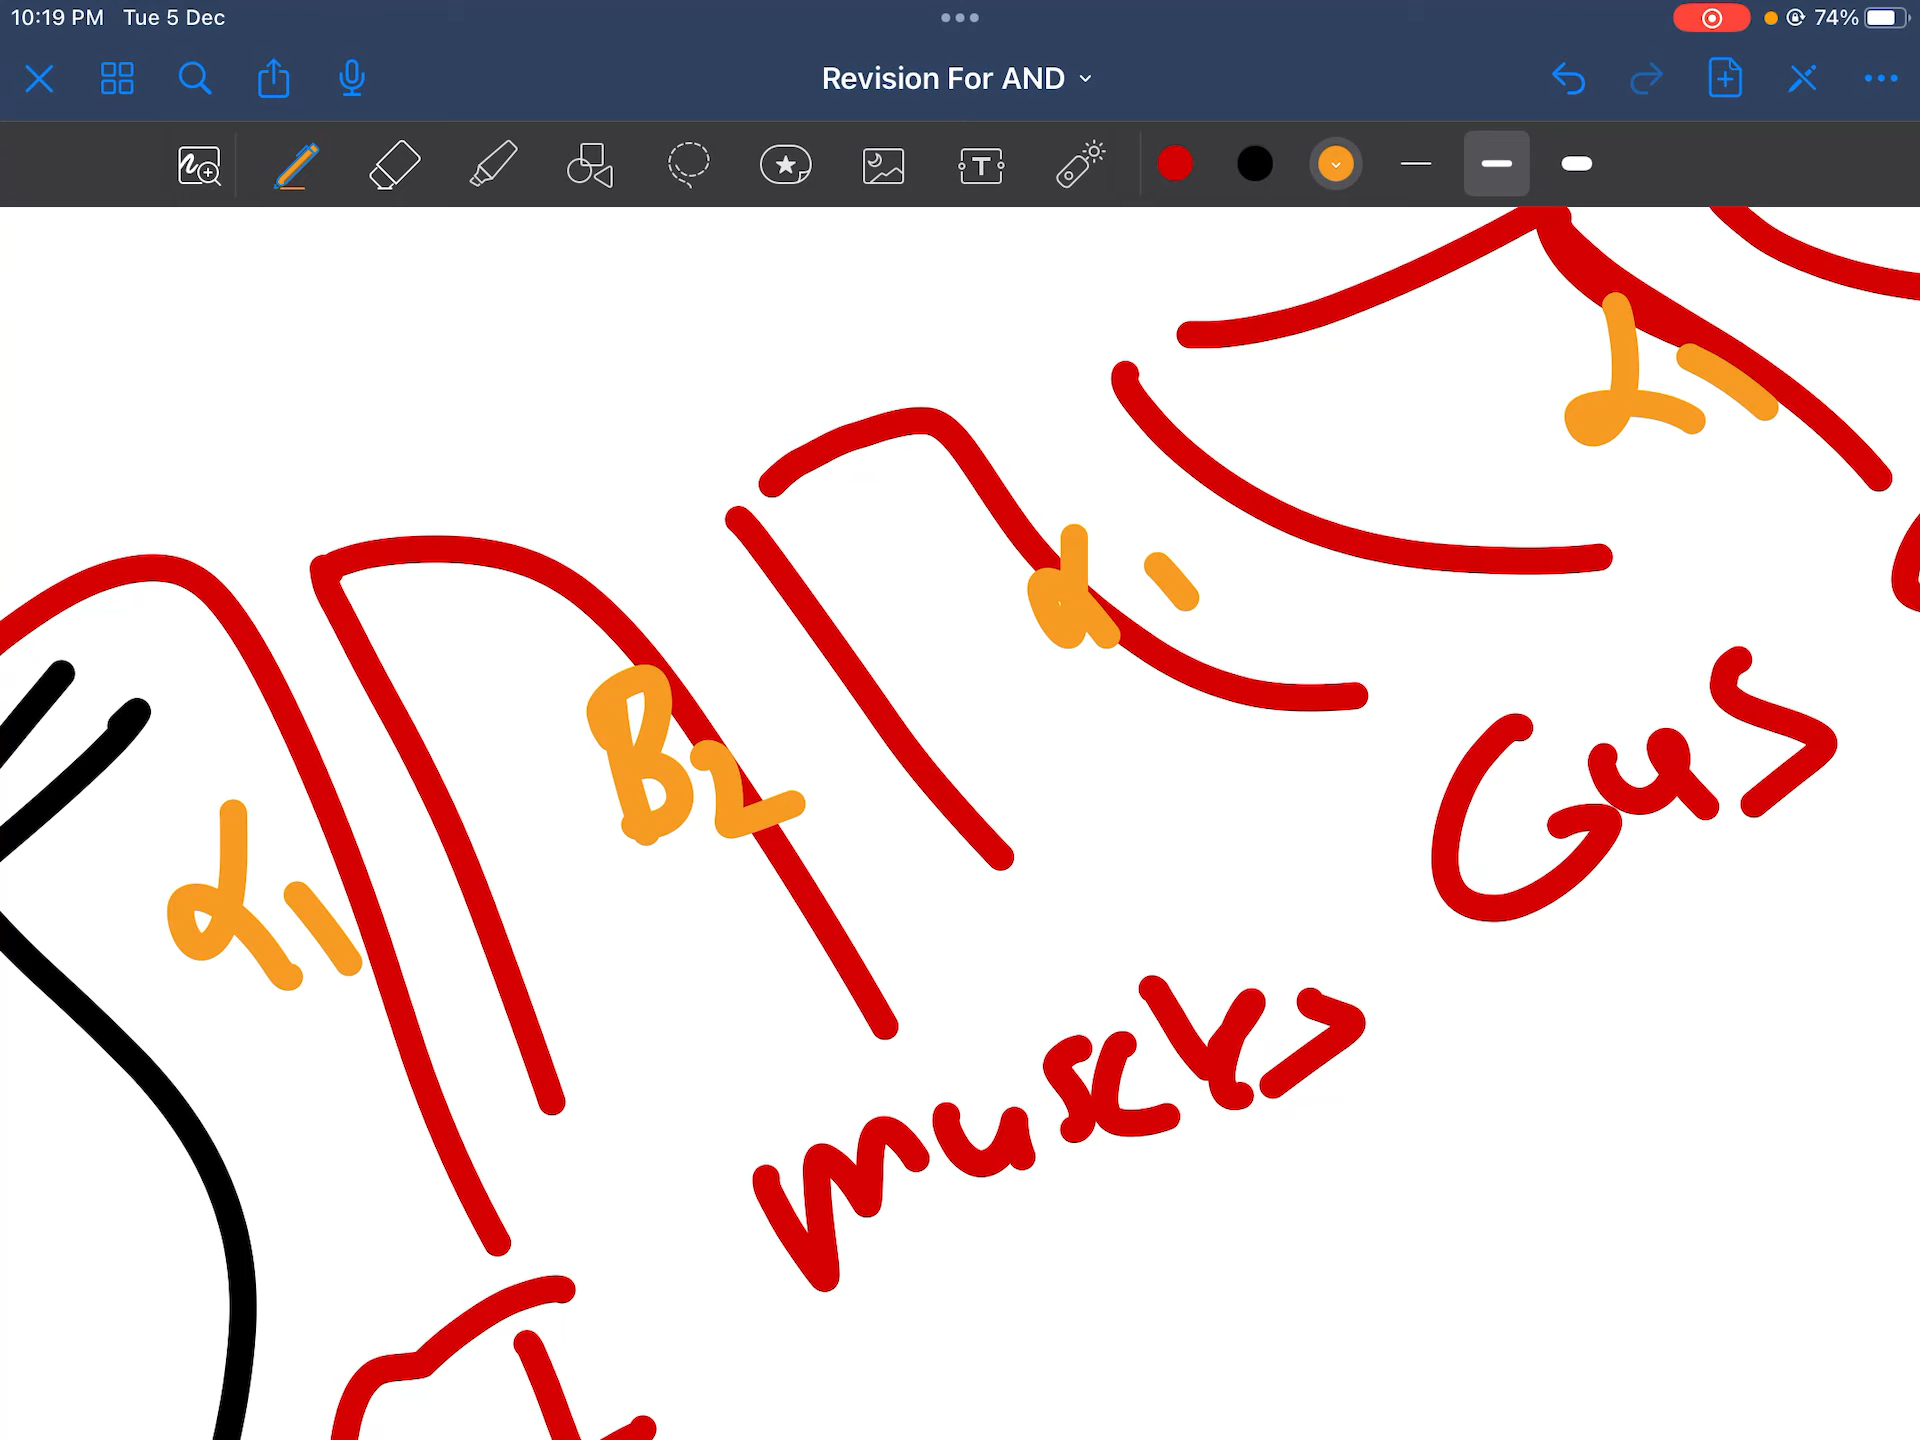 10:19 PM Tue 5 Dec
74%
Revision For AND
T
α1
α1
B2
Gus
α1
muscles